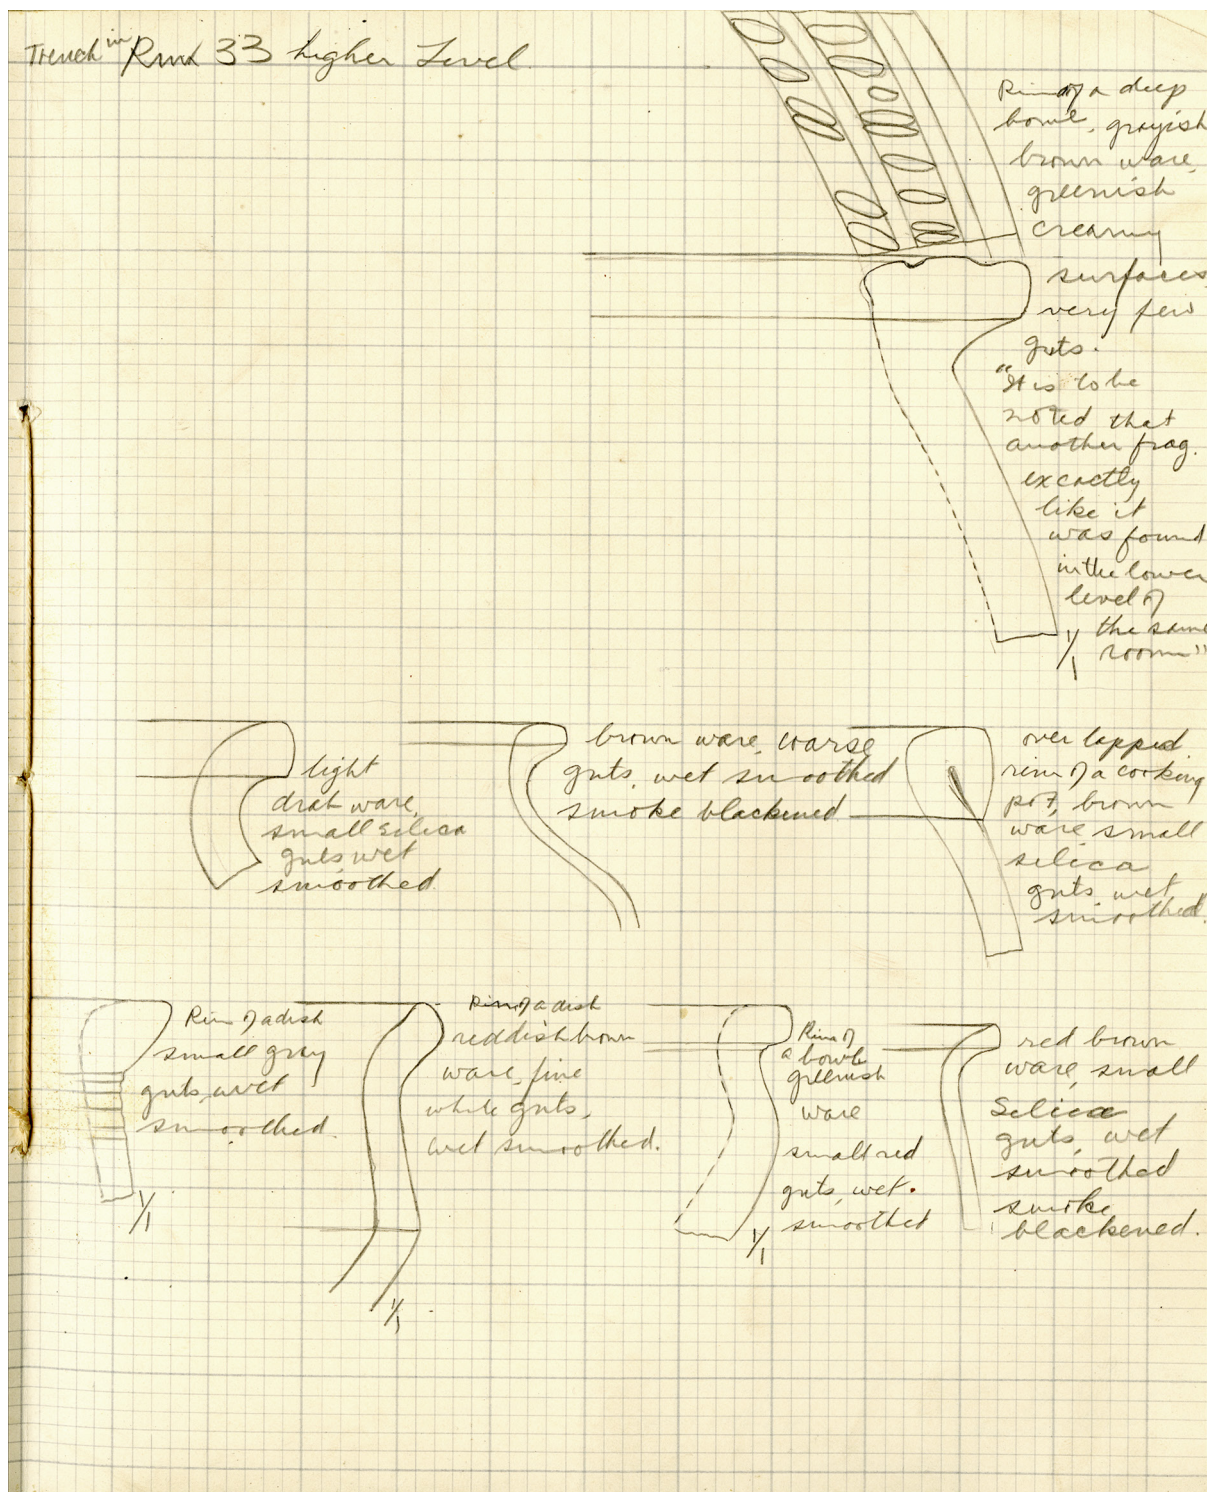 Trench in Rm 33 higher Level
Rim of a deep
bowl, grayish
brown ware,
greenish
creamy
surfaces,
very few
grits.
"It is to be
noted that
another frag.
exactly
like it
was found
in the lower
level of
the same
room"
1/1
light
drab ware,
small silica
grits wet
smoothed.
brown ware, coarse
grits, wet smoothed
smoke blackened
over lapped
rim of a cooking
pot, brown
ware small
silica
grits, wet
smoothed.
Rim of a dish
small gray
grits, wet
smoothed.
1/1
Rim of a dish
reddish brown
ware, fine
white grits,
wet smoothed.
1/1
Rim of
a bowl
greenish
ware
small red
grits, wet.
smoothed
1/1
red brown
ware, small
Silica
grits, wet
smoothed
smoke
blackened.